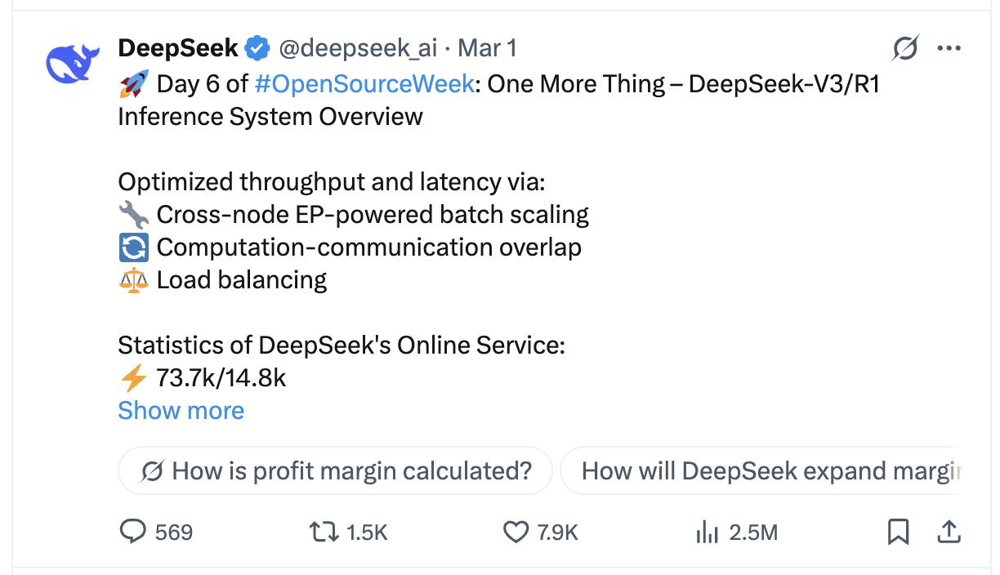 DeepSeek @deepseek_ai · Mar 1
🚀 Day 6 of #OpenSourceWeek: One More Thing – DeepSeek-V3/R1
Inference System Overview
Optimized throughput and latency via:
🔧 Cross-node EP-powered batch scaling
🔄 Computation-communication overlap
⚖️ Load balancing
Statistics of DeepSeek's Online Service:
⚡ 73.7k/14.8k
Show more
How is profit margin calculated? How will DeepSeek expand
569 1.5K 7.9K 2.5M